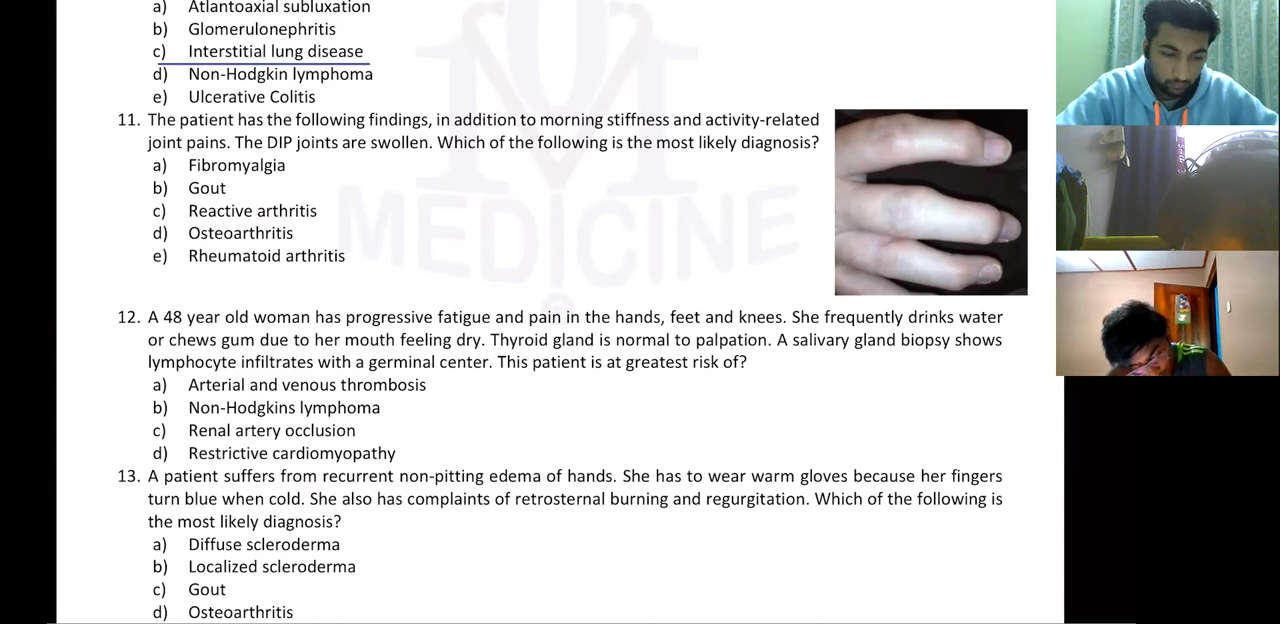 a) Atlantoaxial subluxation
b) Glomerulonephritis
c) Interstitial lung disease
d) Non-Hodgkin lymphoma
e) Ulcerative Colitis
11. The patient has the following findings, in addition to morning stiffness and activity-related
joint pains. The DIP joints are swollen. Which of the following is the most likely diagnosis?
a) Fibromyalgia
b) Gout
c) Reactive arthritis
d) Osteoarthritis
e) Rheumatoid arthritis
MEDICINE
12. A 48 year old woman has progressive fatigue and pain in the hands, feet and knees. She frequently drinks water
or chews gum due to her mouth feeling dry. Thyroid gland is normal to palpation. A salivary gland biopsy shows
lymphocyte infiltrates with a germinal center. This patient is at greatest risk of?
a) Arterial and venous thrombosis
b) Non-Hodgkins lymphoma
c) Renal artery occlusion
d) Restrictive cardiomyopathy
13. A patient suffers from recurrent non-pitting edema of hands. She has to wear warm gloves because her fingers
turn blue when cold. She also has complaints of retrosternal burning and regurgitation. Which of the following is
the most likely diagnosis?
a) Diffuse scleroderma
b) Localized scleroderma
c) Gout
d) Osteoarthritis